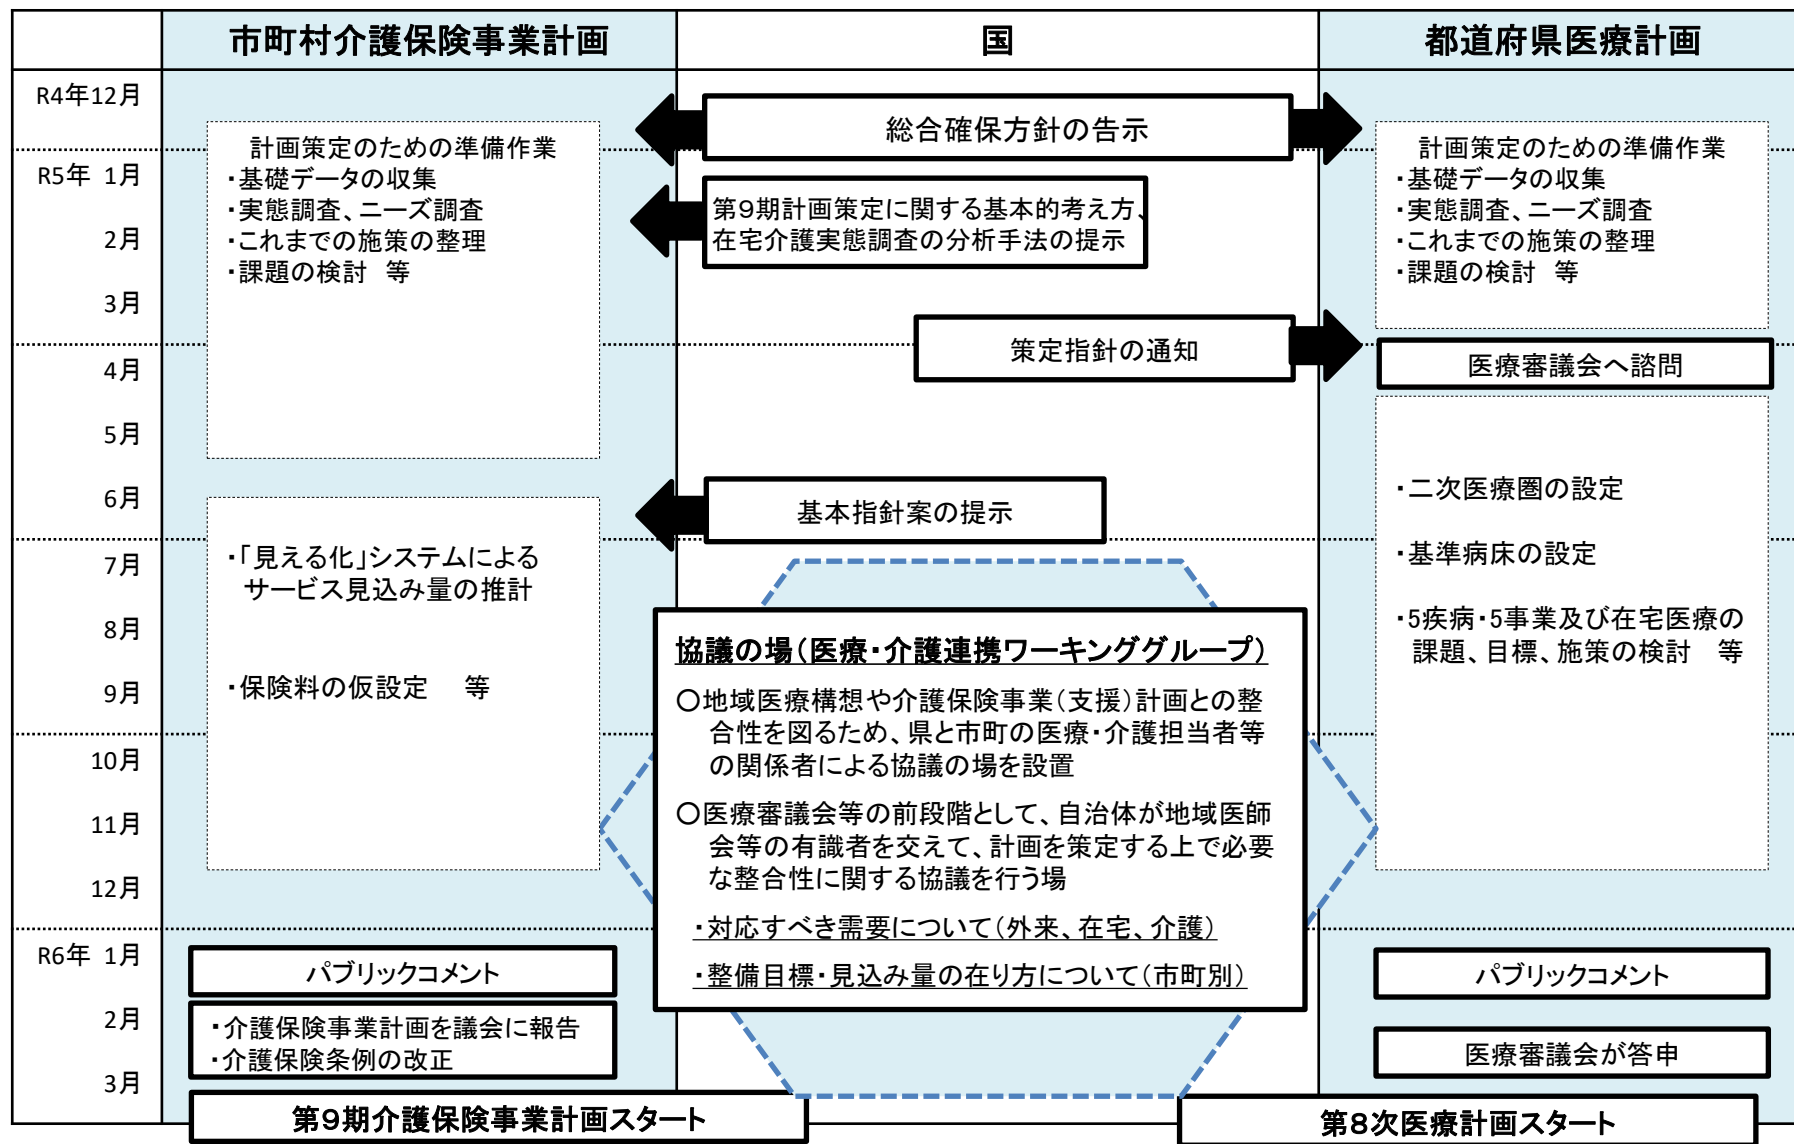 市町村介護保険事業計画
国
都道府県医療計画
R4年12月
R5年 1月
2月
3月
4月
5月
6月
7月
8月
9月
10月
11月
12月
R6年 1月
2月
3月
計画策定のための準備作業
・基礎データの収集
・実態調査、ニーズ調査
・これまでの施策の整理
・課題の検討 等
・「見える化」システムによる
サービス見込み量の推計
・保険料の仮設定 等
パブリックコメント
・介護保険事業計画を議会に報告
・介護保険条例の改正
第9期介護保険事業計画スタート
総合確保方針の告示
第9期計画策定に関する基本的考え方、
在宅介護実態調査の分析手法の提示
策定指針の通知
基本指針案の提示
協議の場(医療・介護連携ワーキンググループ)
○地域医療構想や介護保険事業(支援)計画との整
合性を図るため、県と市町の医療・介護担当者等
の関係者による協議の場を設置
○医療審議会等の前段階として、自治体が地域医師
会等の有識者を交えて、計画を策定する上で必要
な整合性に関する協議を行う場
・対応すべき需要について(外来、在宅、介護)
・整備目標・見込み量の在り方について(市町別)
計画策定のための準備作業
・基礎データの収集
・実態調査、ニーズ調査
・これまでの施策の整理
・課題の検討 等
医療審議会へ諮問
・二次医療圏の設定
・基準病床の設定
・5疾病・5事業及び在宅医療の
課題、目標、施策の検討 等
パブリックコメント
医療審議会が答申
第8次医療計画スタート